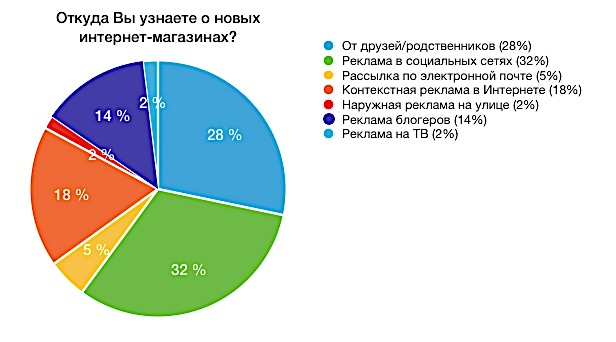 Откуда Вы узнаете о новых
интернет-магазинах?
От друзей/родственников (28%)
Реклама в социальных сетях (32%)
Рассылка по электронной почте (5%)
Контекстная реклама в Интернете (18%)
Наружная реклама на улице (2%)
Реклама блогеров (14%)
Реклама на ТВ (2%)
2 %
14 %
28 %
2 %
18 %
5 %
32 %